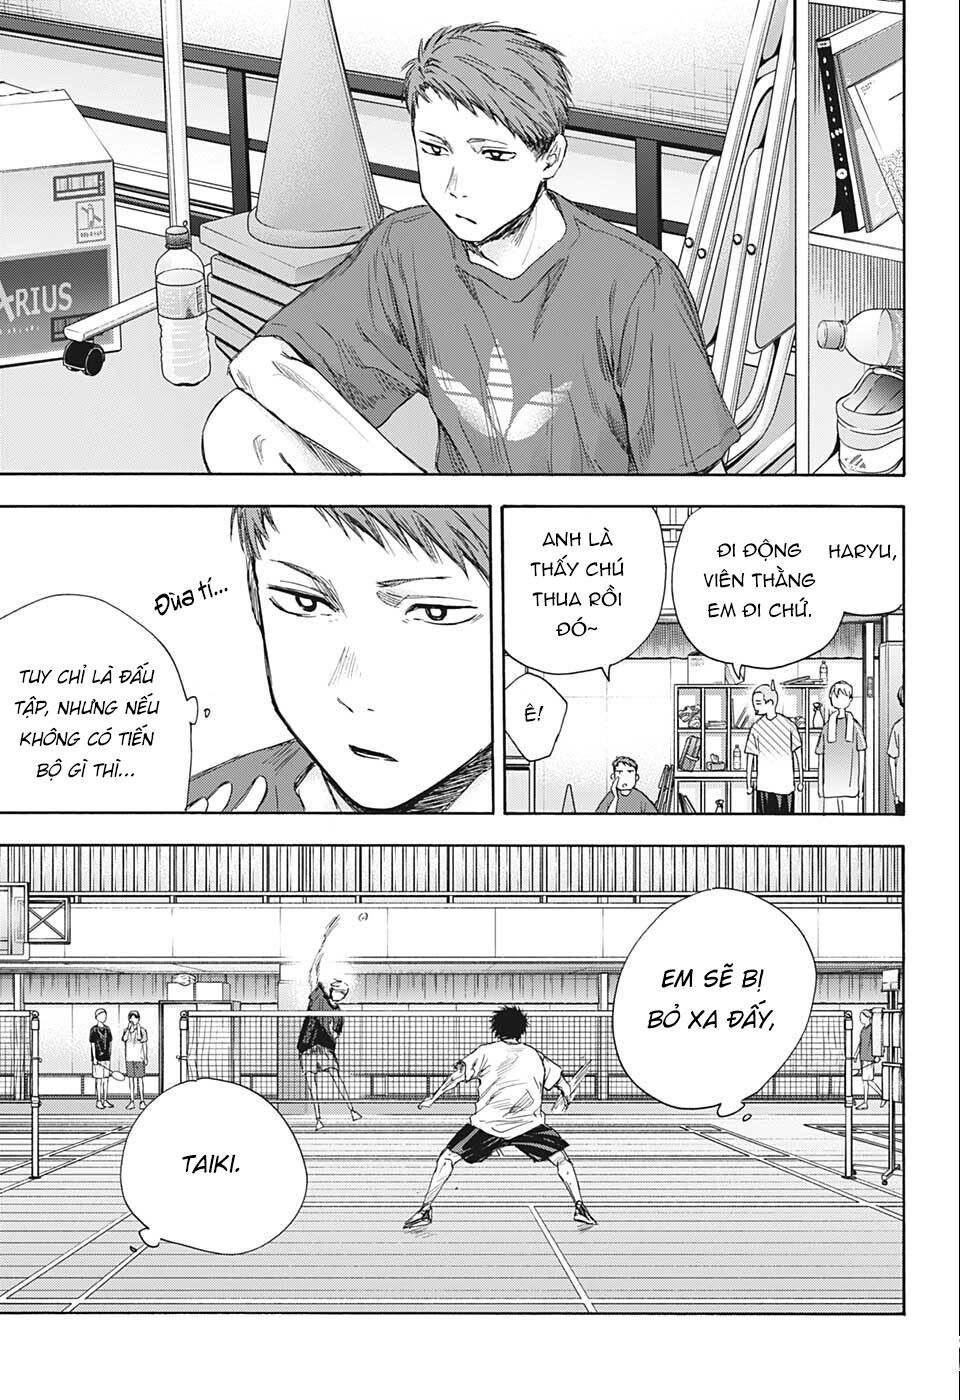 ARIUS
HARYU,
ĐI ĐỘNG
VIÊN THẰNG
EM ĐI CHỨ.
ANH LÀ
THẤY CHÚ
THUA RỒI
ĐÓ~
Ê!
Đùa tí...
TUY CHỈ LÀ ĐẤU
TẬP, NHƯNG NẾU
KHÔNG CÓ TIẾN
BỘ GÌ THÌ...
EM SẼ BỊ
BỎ XA ĐẤY,
TAIKI.